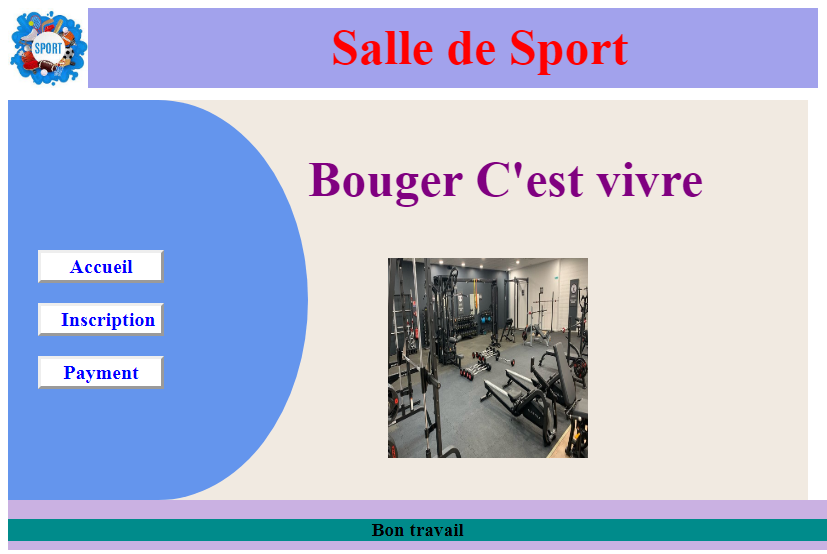 SPORT
Salle de Sport
Bouger C'est vivre
Accueil
Inscription
Payment
Bon travail